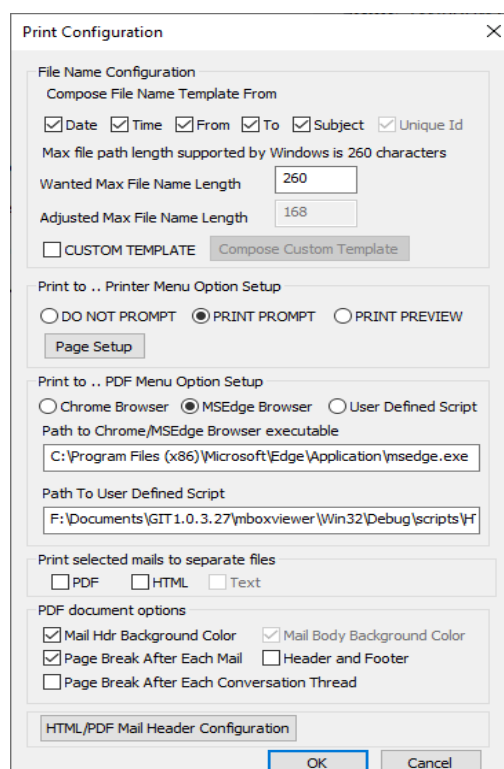 Print Configuration
File Name Configuration
Compose File Name Template From
Date Time From To Subject Unique Id
Max file path length supported by Windows is 260 characters
Wanted Max File Name Length 260
Adjusted Max File Name Length 168
CUSTOM TEMPLATE Compose Custom Template
Print to .. Printer Menu Option Setup
DO NOT PROMPT PRINT PROMPT PRINT PREVIEW
Page Setup
Print to .. PDF Menu Option Setup
Chrome Browser MSEdge Browser User Defined Script
Path to Chrome/MSEdge Browser executable
C:\Program Files (x86)\Microsoft\Edge\Application\msedge.exe
Path To User Defined Script
F:\Documents\GIT1.0.3.27\mboxviewer\Win32\Debug\scripts\H
Print selected mails to separate files
PDF HTML Text
PDF document options
Mail Hdr Background Color Mail Body Background Color
Page Break After Each Mail Header and Footer
Page Break After Each Conversation Thread
HTML/PDF Mail Header Configuration
OK Cancel